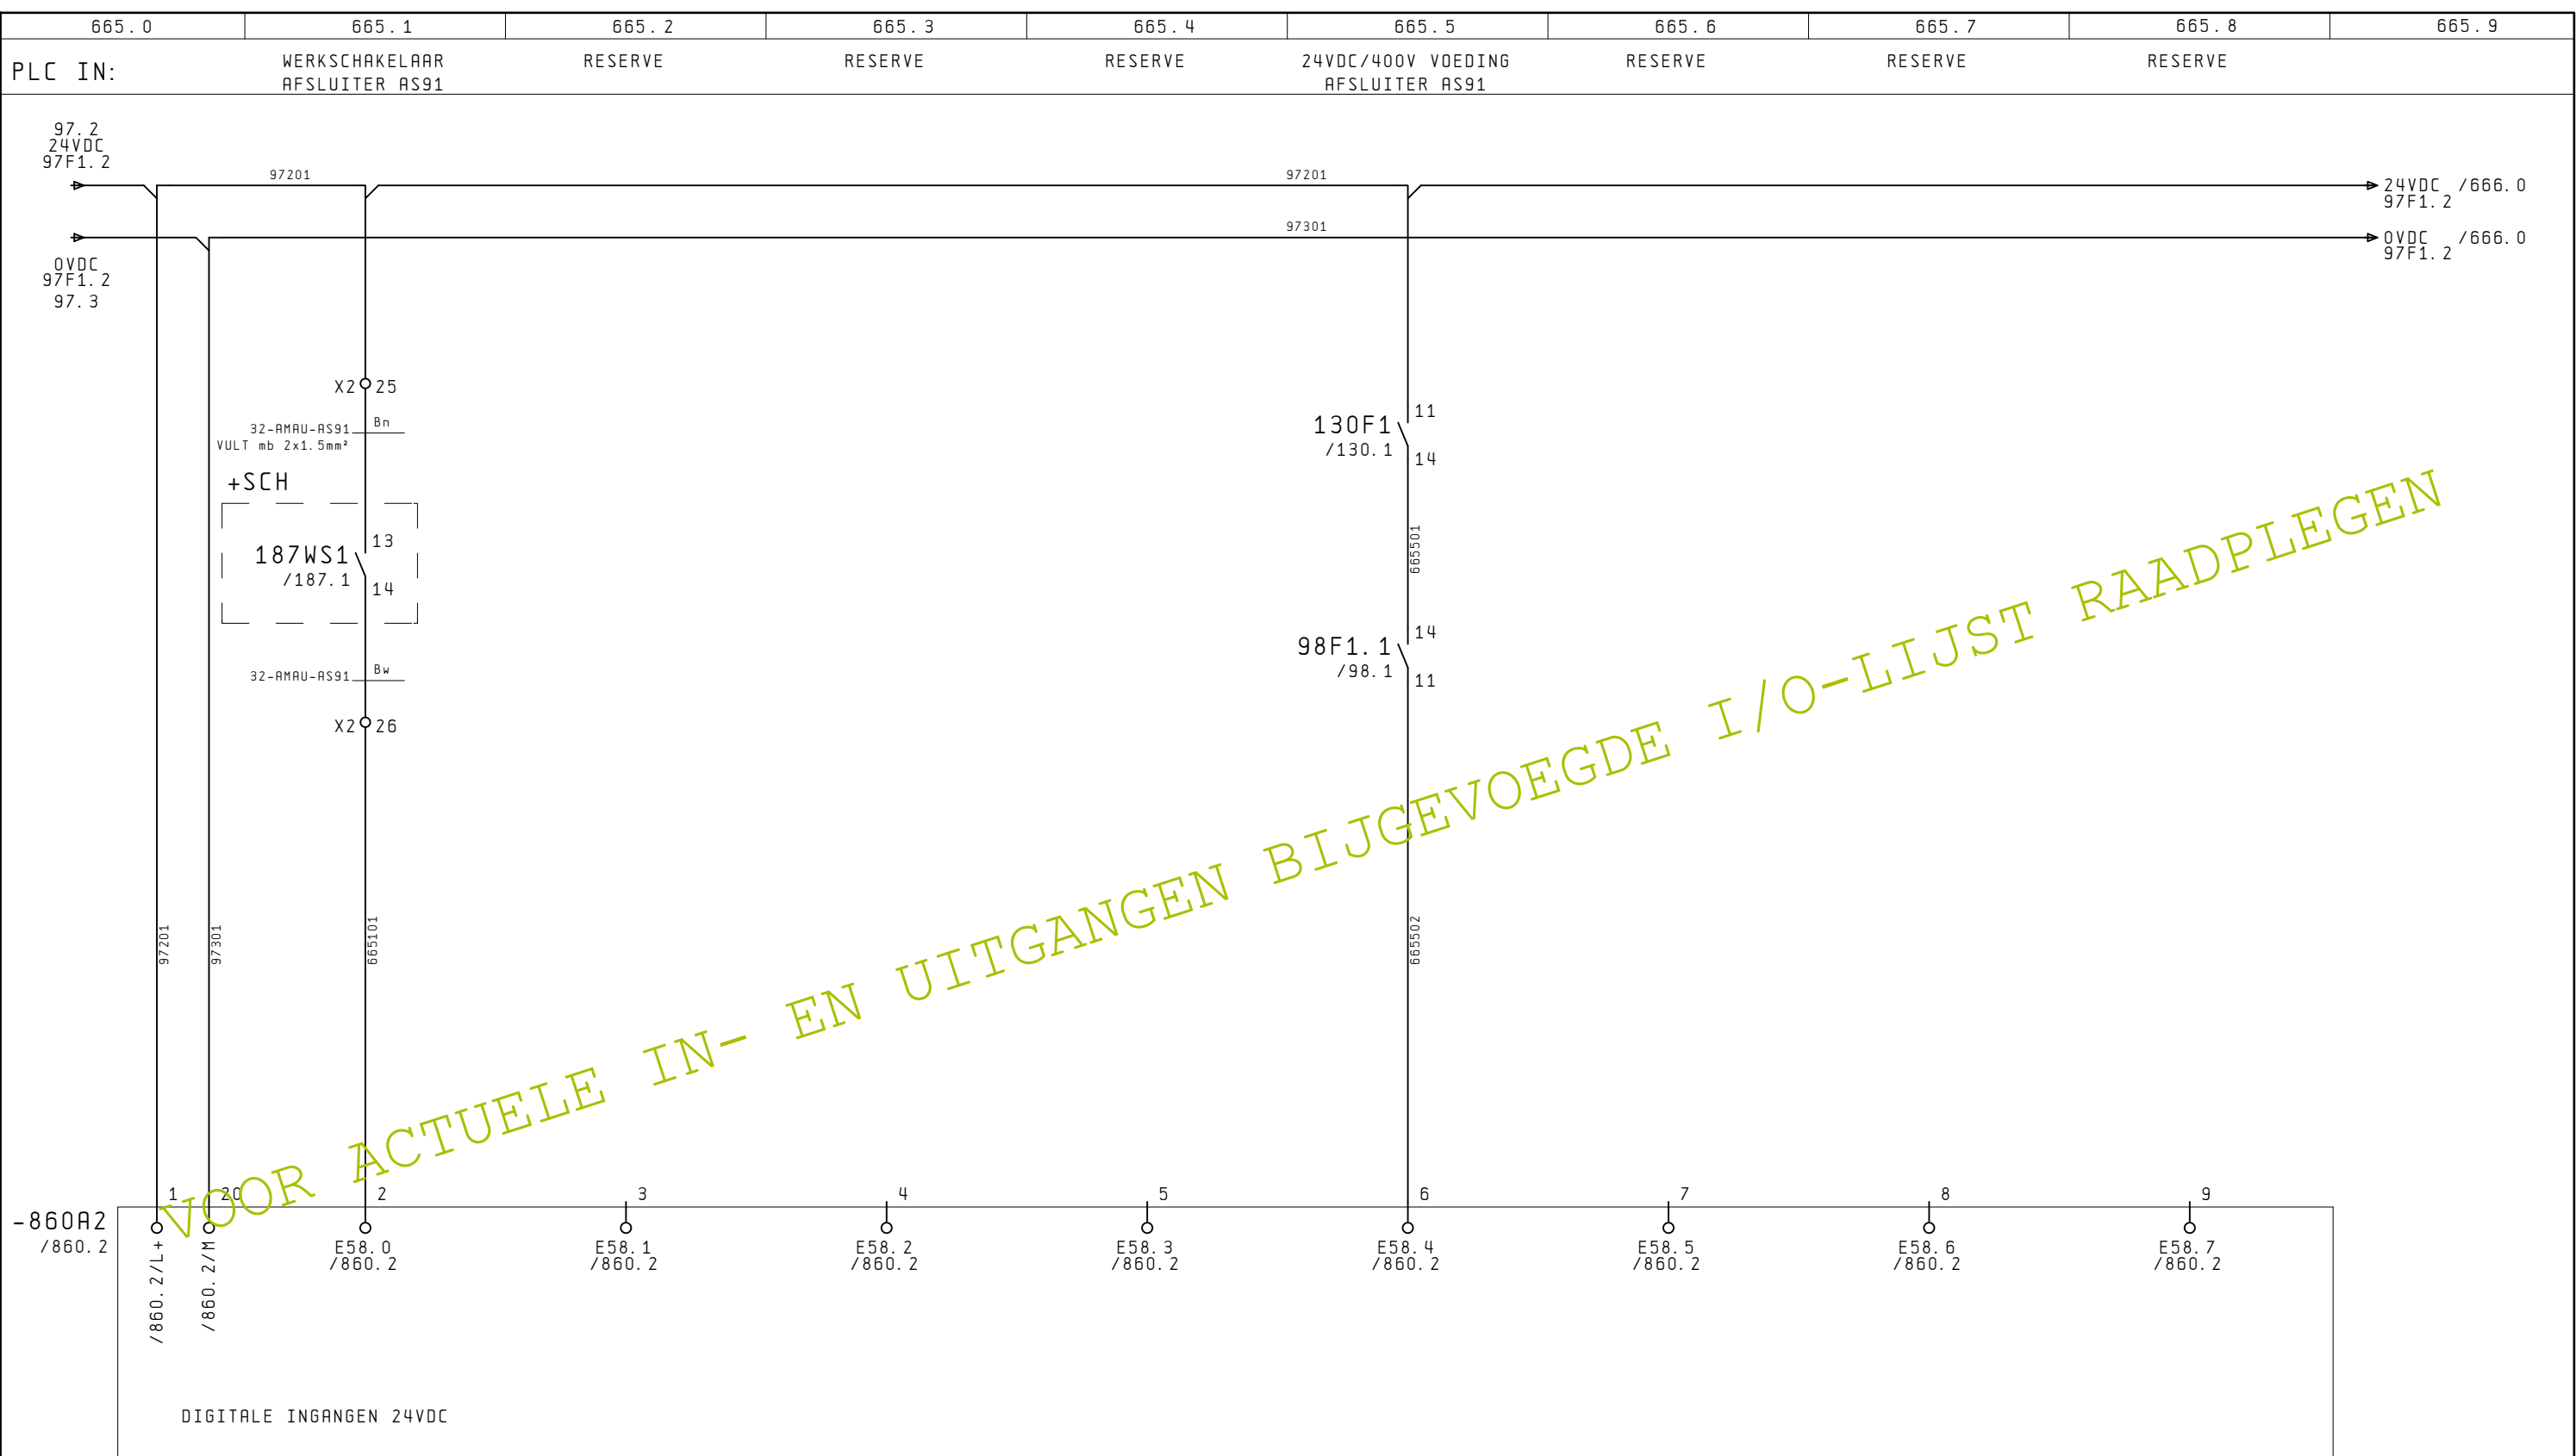 665.0 665.1 665.2 665.3 665.4 665.5 665.6 665.7 665.8 665.9
PLC IN:
WERKSCHAKELAAR
AFSLUITER AS91
RESERVE
RESERVE
RESERVE
24VDC/400V VOEDING
AFSLUITER AS91
RESERVE
RESERVE
RESERVE
97.2
24VDC
97F1.2
97201
97201
24VDC /666.0
97F1.2
97301
0VDC /666.0
97F1.2
0VDC
97F1.2
97.3
X2 25
32-AMAU-AS91 Bn
VULT mb 2x1.5mm²
+SCH
13
187WS1
/187.1
14
32-AMAU-AS91 Bw
X2 26
11
130F1
/130.1
14
665501
14
98F1.1
/98.1
11
97201
97301
665101
665502
VOOR ACTUELE IN- EN UITGANGEN BIJGEVOEGDE I/O-LIJST RAADPLEGEN
1 20 2 3 4 5 6 7 8 9
-860A2
/860.2
/860.2/L+
/860.2/M
E58.0
/860.2
E58.1
/860.2
E58.2
/860.2
E58.3
/860.2
E58.4
/860.2
E58.5
/860.2
E58.6
/860.2
E58.7
/860.2
DIGITALE INGANGEN 24VDC